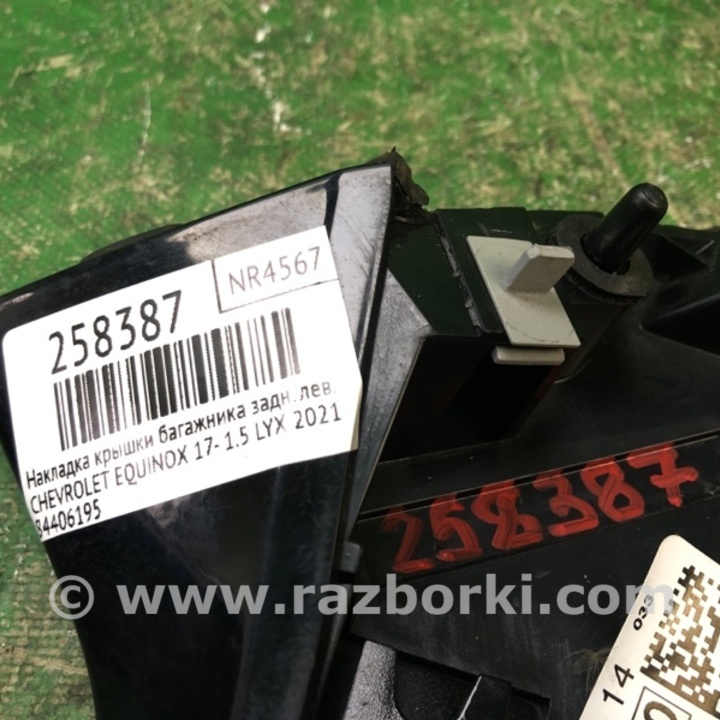 NR4567
258387
Накладка крышки багажника задн. лев.
CHEVROLET EQUINOX 17- 1.5 LYX 2021
84406195
258387
© www.razborki.com
14